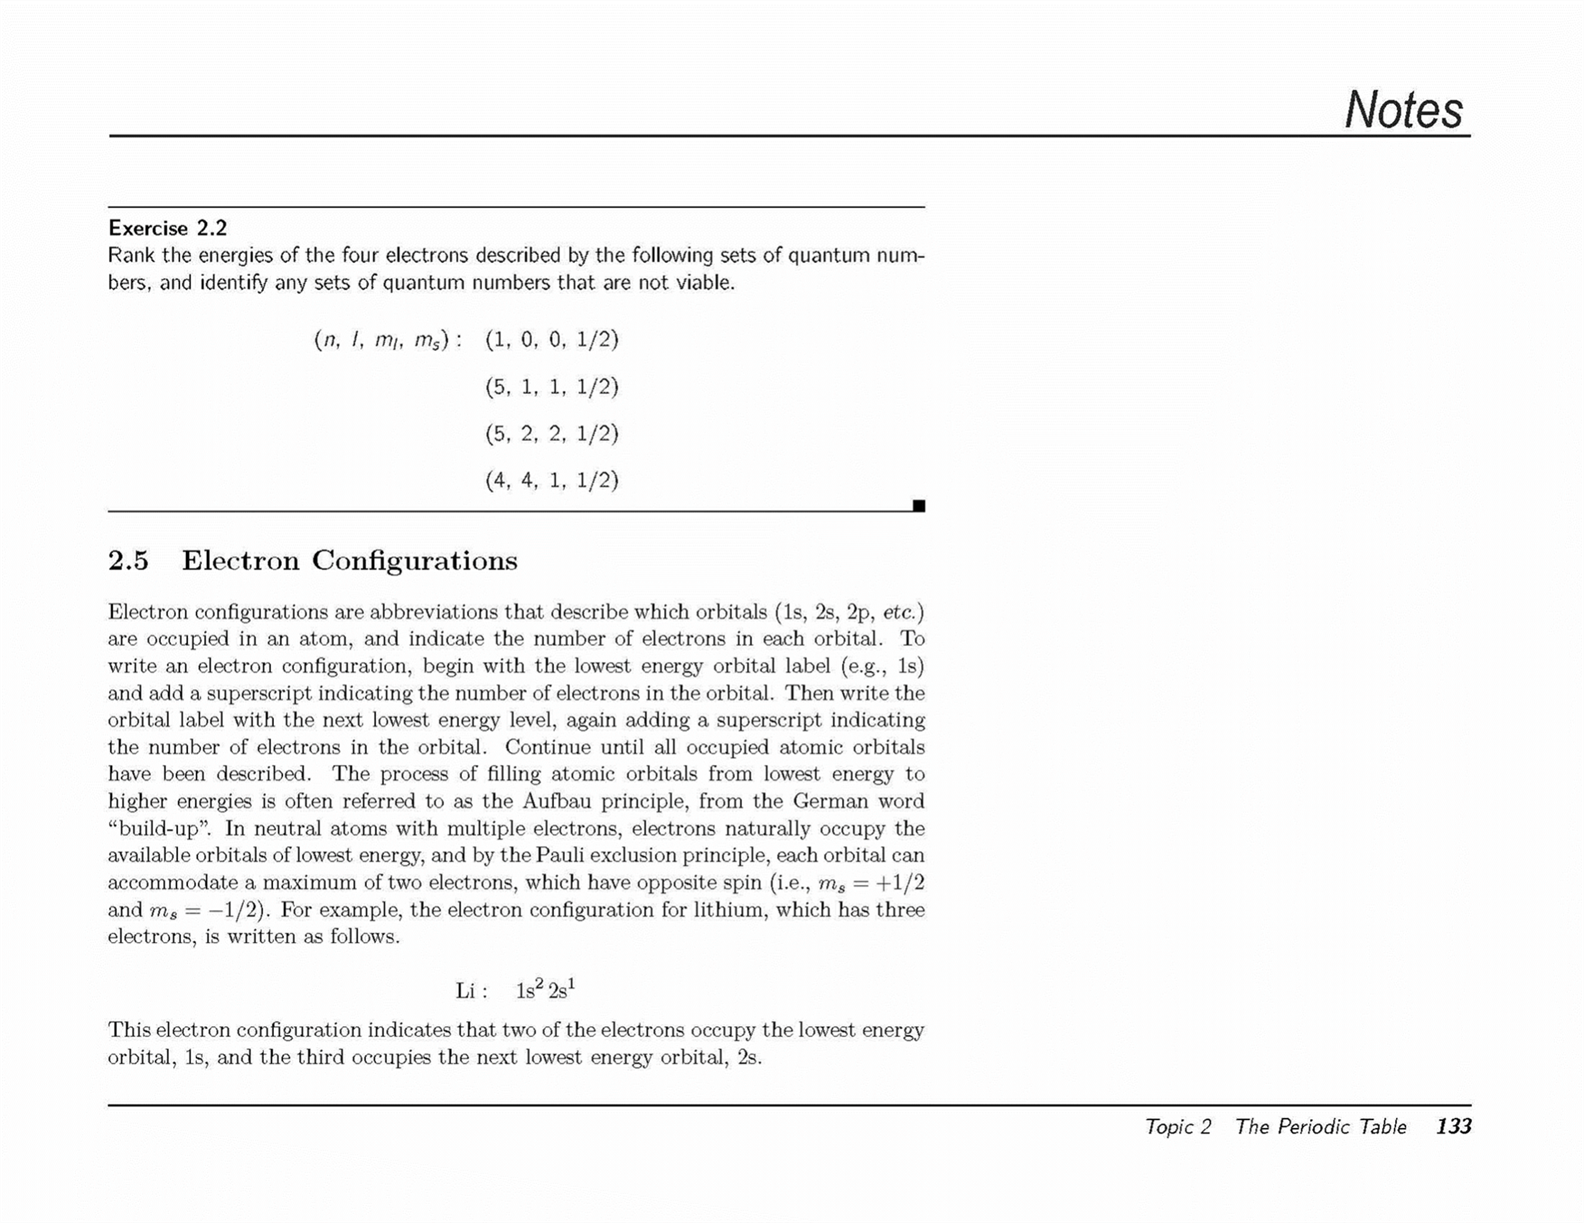 Notes
Exercise 2.2
Rank the energies of the four electrons described by the following sets of quantum num-
bers, and identify any sets of quantum numbers that are not viable.
(n, l, mₗ, mₛ) : (1, 0, 0, 1/2)
(5, 1, 1, 1/2)
(5, 2, 2, 1/2)
(4, 4, 1, 1/2)
2.5 Electron Configurations
Electron configurations are abbreviations that describe which orbitals (1s, 2s, 2p, etc.)
are occupied in an atom, and indicate the number of electrons in each orbital. To
write an electron configuration, begin with the lowest energy orbital label (e.g., 1s)
and add a superscript indicating the number of electrons in the orbital. Then write the
orbital label with the next lowest energy level, again adding a superscript indicating
the number of electrons in the orbital. Continue until all occupied atomic orbitals
have been described. The process of filling atomic orbitals from lowest energy to
higher energies is often referred to as the Aufbau principle, from the German word
“build-up”. In neutral atoms with multiple electrons, electrons naturally occupy the
available orbitals of lowest energy, and by the Pauli exclusion principle, each orbital can
accommodate a maximum of two electrons, which have opposite spin (i.e., mₛ = +1/2
and mₛ = −1/2). For example, the electron configuration for lithium, which has three
electrons, is written as follows.
Li : 1s² 2s¹
This electron configuration indicates that two of the electrons occupy the lowest energy
orbital, 1s, and the third occupies the next lowest energy orbital, 2s.
Topic 2 The Periodic Table 133